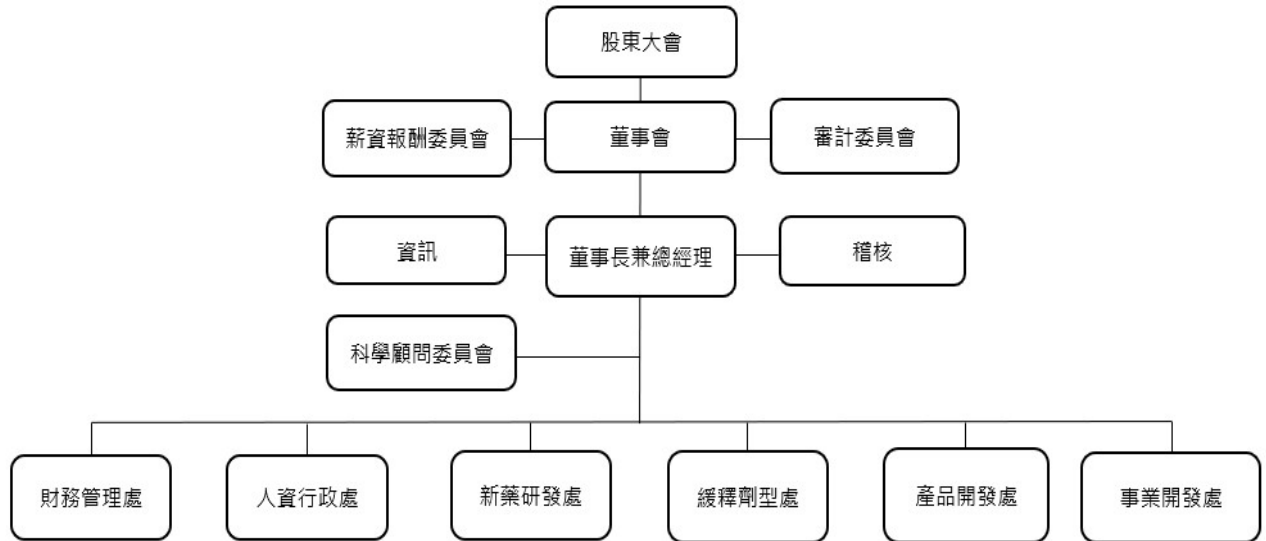 股東大會
薪資報酬委員會
董事會
審計委員會
資訊
董事長兼總經理
稽核
科學顧問委員會
財務管理處
人資行政處
新藥研發處
緩釋劑型處
產品開發處
事業開發處